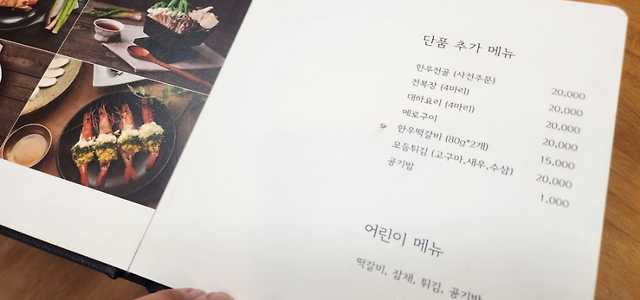 단품 추가 메뉴
한우전골 (사전주문) 20,000
전복장 (4마리) 20,000
대하요리 (4마리) 20,000
메로구이 20,000
한우떡갈비 (80g*2개) 15,000
모듬튀김 (고구마,새우,수삼) 20,000
공기밥 1,000
어린이 메뉴
떡갈비, 잡채, 튀김, 공기밥